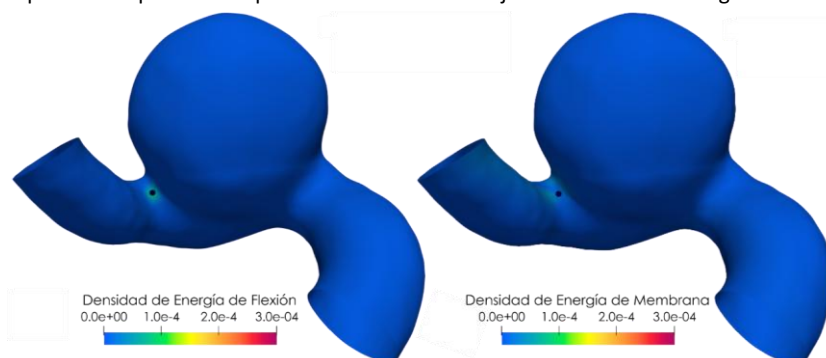 Densidad de Energía de Flexión
0.0e+00 1.0e-4 2.0e-4 3.0e-04
Densidad de Energía de Membrana
0.0e+00 1.0e-4 2.0e-4 3.0e-04